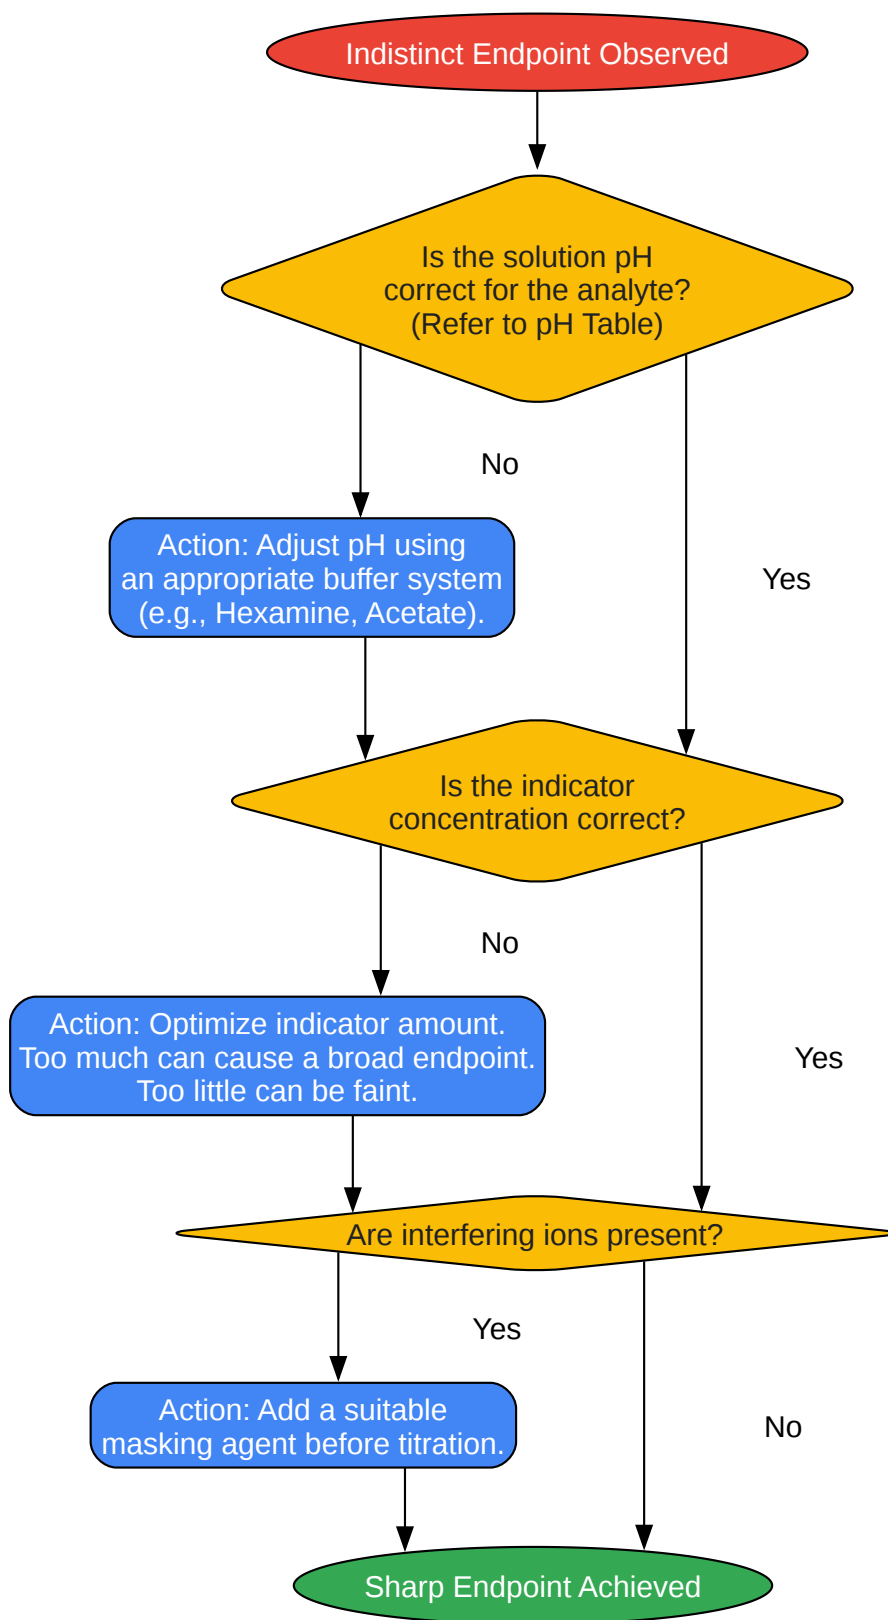 Indistinct Endpoint Observed
Is the solution pH
correct for the analyte?
(Refer to pH Table)
No
Action: Adjust pH using
an appropriate buffer system
(e.g., Hexamine, Acetate).
Yes
Is the indicator
concentration correct?
No
Action: Optimize indicator amount.
Too much can cause a broad endpoint.
Too little can be faint.
Yes
Are interfering ions present?
Yes
Action: Add a suitable
masking agent before titration.
No
Sharp Endpoint Achieved